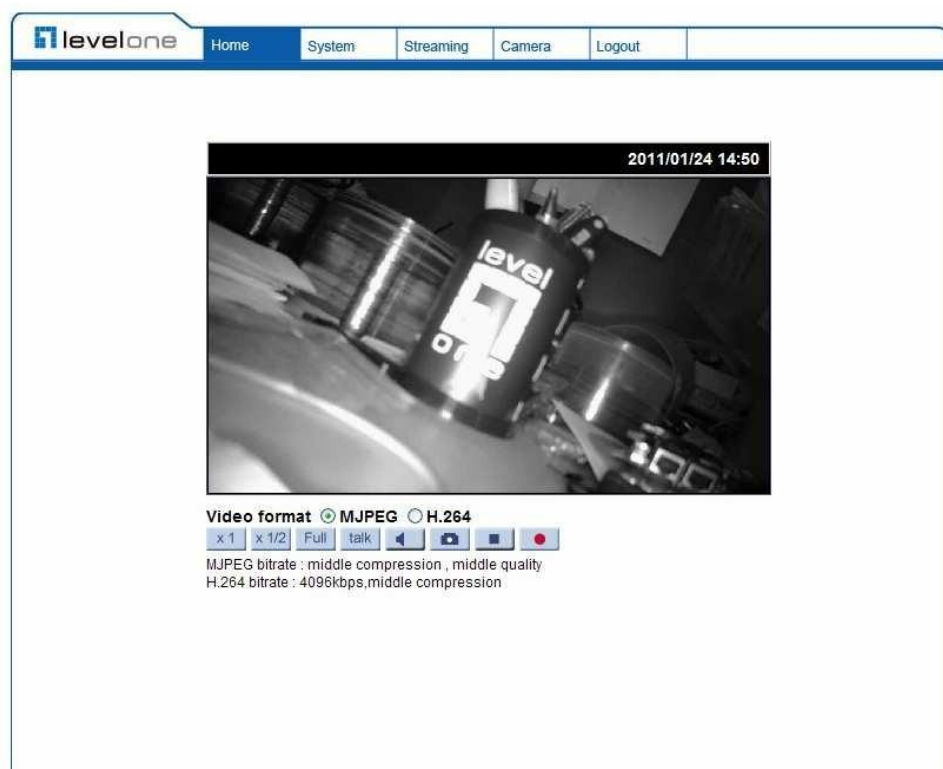 levelone
Home System Streaming Camera Logout
2011/01/24 14:50
level
one
Video format MJPEG H.264
x 1 x 1/2 Full talk
MJPEG bitrate : middle compression , middle quality
H.264 bitrate : 4096kbps,middle compression